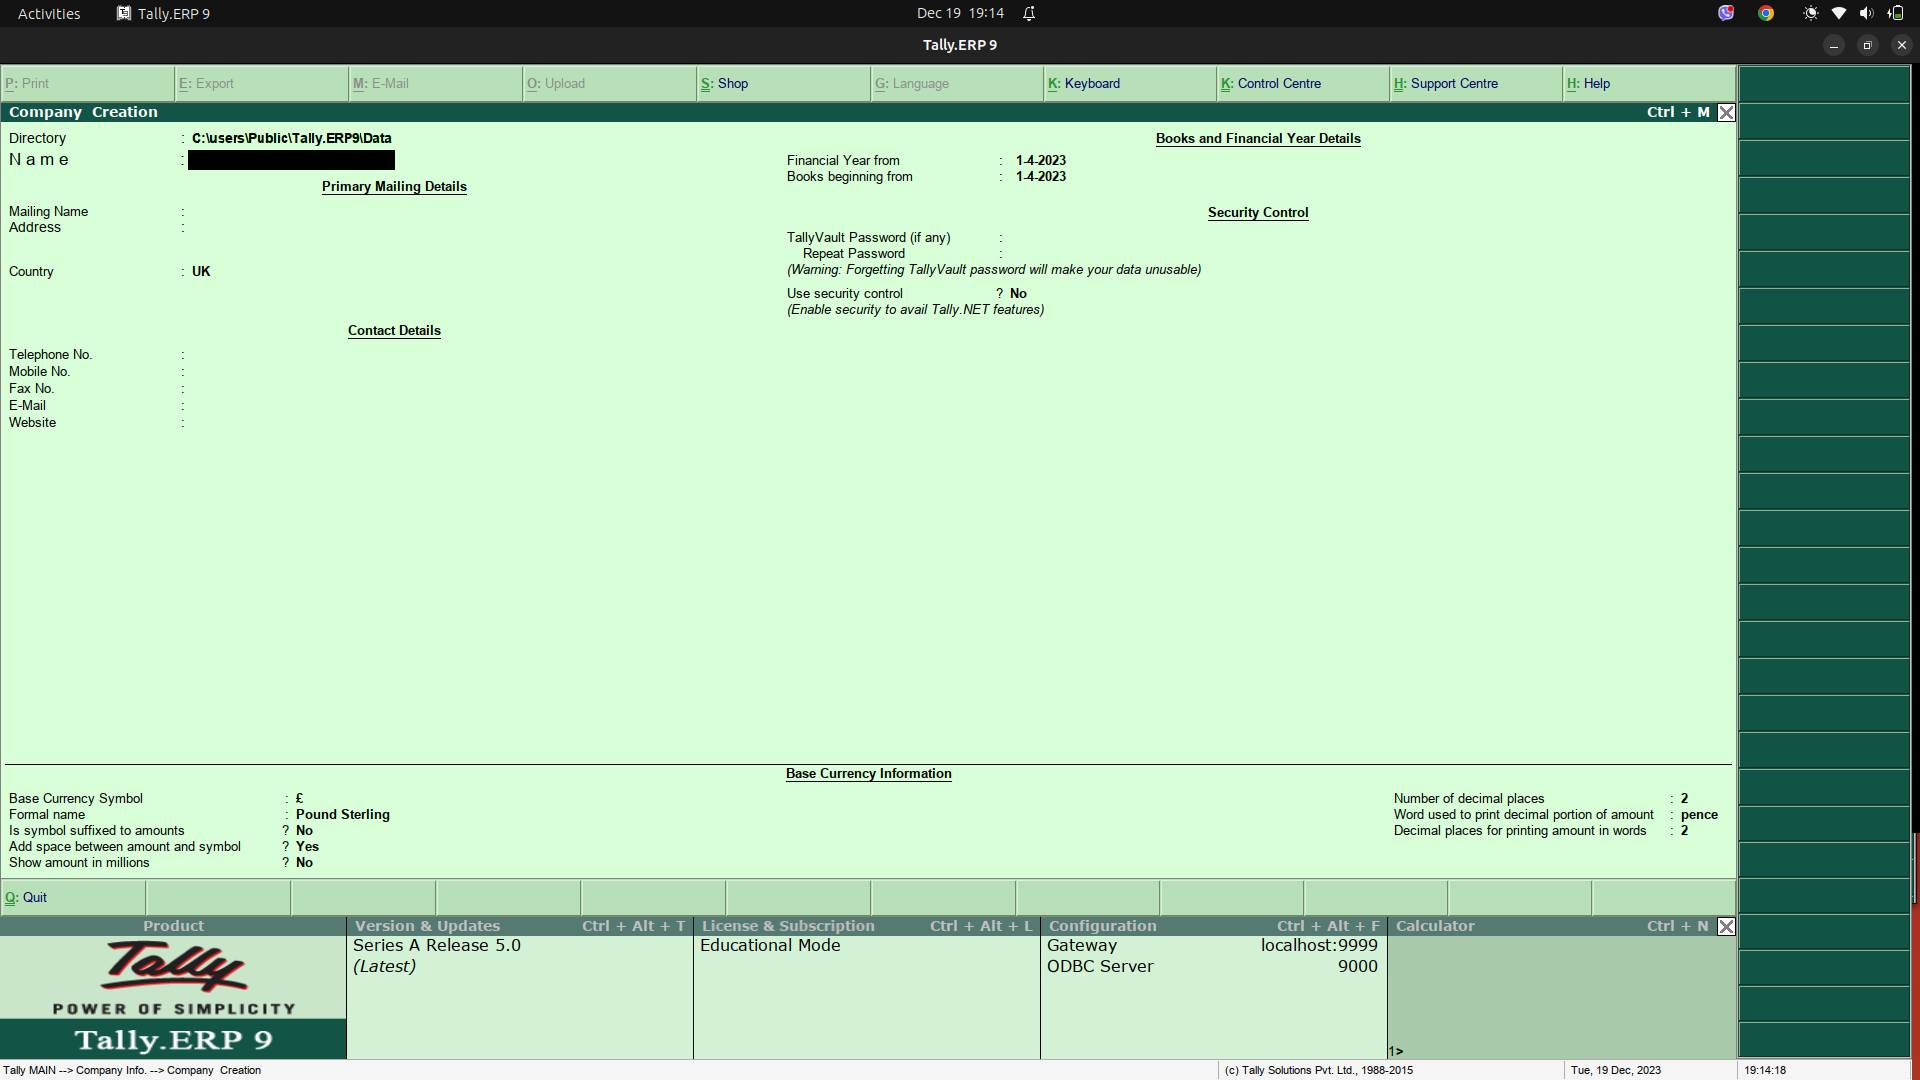 Activities Tally.ERP 9 Dec 19 19:14
Tally.ERP 9
P: Print E: Export M: E-Mail O: Upload S: Shop G: Language K: Keyboard K: Control Centre H: Support Centre H: Help
Company Creation Ctrl + M
Directory : C:\users\Public\Tally.ERP9\Data
Name :
Primary Mailing Details
Mailing Name :
Address :
Country : UK
Contact Details
Telephone No. :
Mobile No. :
Fax No. :
E-Mail :
Website :
Books and Financial Year Details
Financial Year from : 1-4-2023
Books beginning from : 1-4-2023
Security Control
TallyVault Password (if any) :
Repeat Password :
(Warning: Forgetting TallyVault password will make your data unusable)
Use security control ? No
(Enable security to avail Tally.NET features)
Base Currency Information
Base Currency Symbol : £
Formal name : Pound Sterling
Is symbol suffixed to amounts ? No
Add space between amount and symbol ? Yes
Show amount in millions ? No
Number of decimal places : 2
Word used to print decimal portion of amount : pence
Decimal places for printing amount in words : 2
Q: Quit
Product
Tally
POWER OF SIMPLICITY
Tally.ERP 9
Version & Updates Ctrl + Alt + T
Series A Release 5.0
(Latest)
License & Subscription Ctrl + Alt + L
Educational Mode
Configuration Ctrl + Alt + F
Gateway localhost:9999
ODBC Server 9000
Calculator Ctrl + N
1>
Tally MAIN --> Company Info. --> Company Creation (c) Tally Solutions Pvt. Ltd., 1988-2015 Tue, 19 Dec, 2023 19:14:18